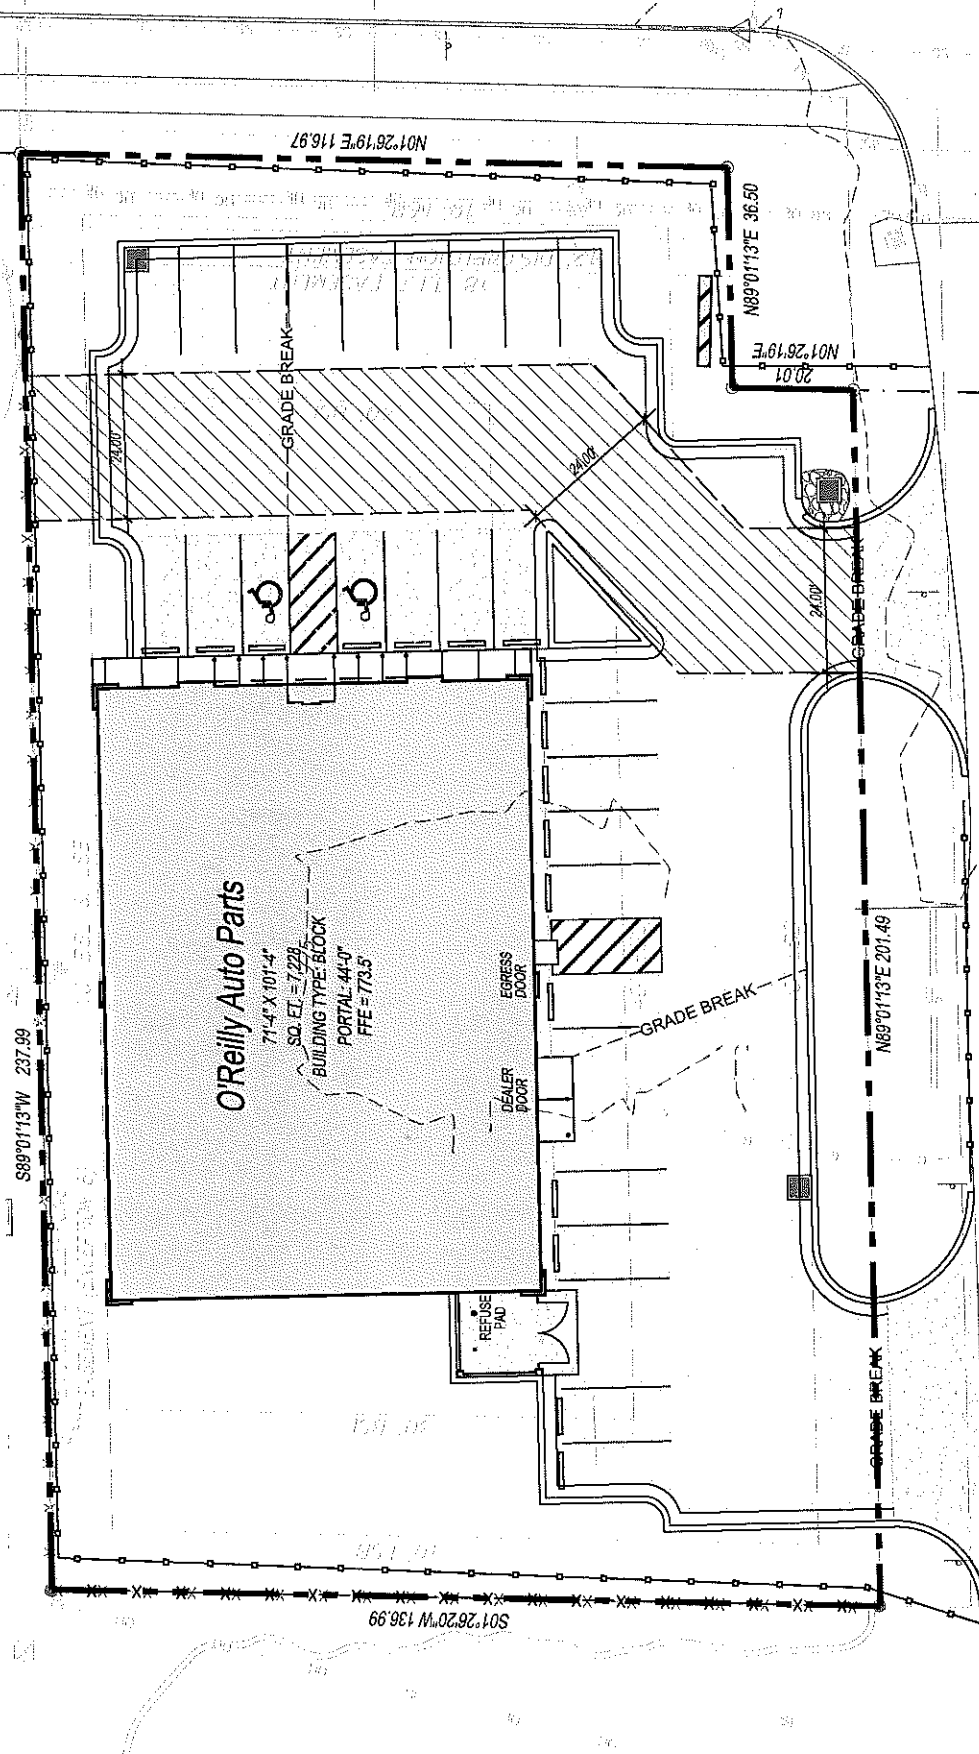 N01°26'19"E 116.97
N89°01'13"E 36.50
N01°26'19"E
20.01
GRADE BREAK
24.00'
24.00'
24.00'
GRADE BREAK
O'Reilly Auto Parts
71'-4" X 101'-4"
SQ. FT. = 7,228
BUILDING TYPE: BLOCK
PORTAL: 44'-0"
FFE = 773.5'
EGRESS
DOOR
DEALER
DOOR
GRADE BREAK
N89°01'13"E 201.49
S89°01'13"W 237.99
REFUSE
PAD
GRADE BREAK
S01°26'20"W 136.99